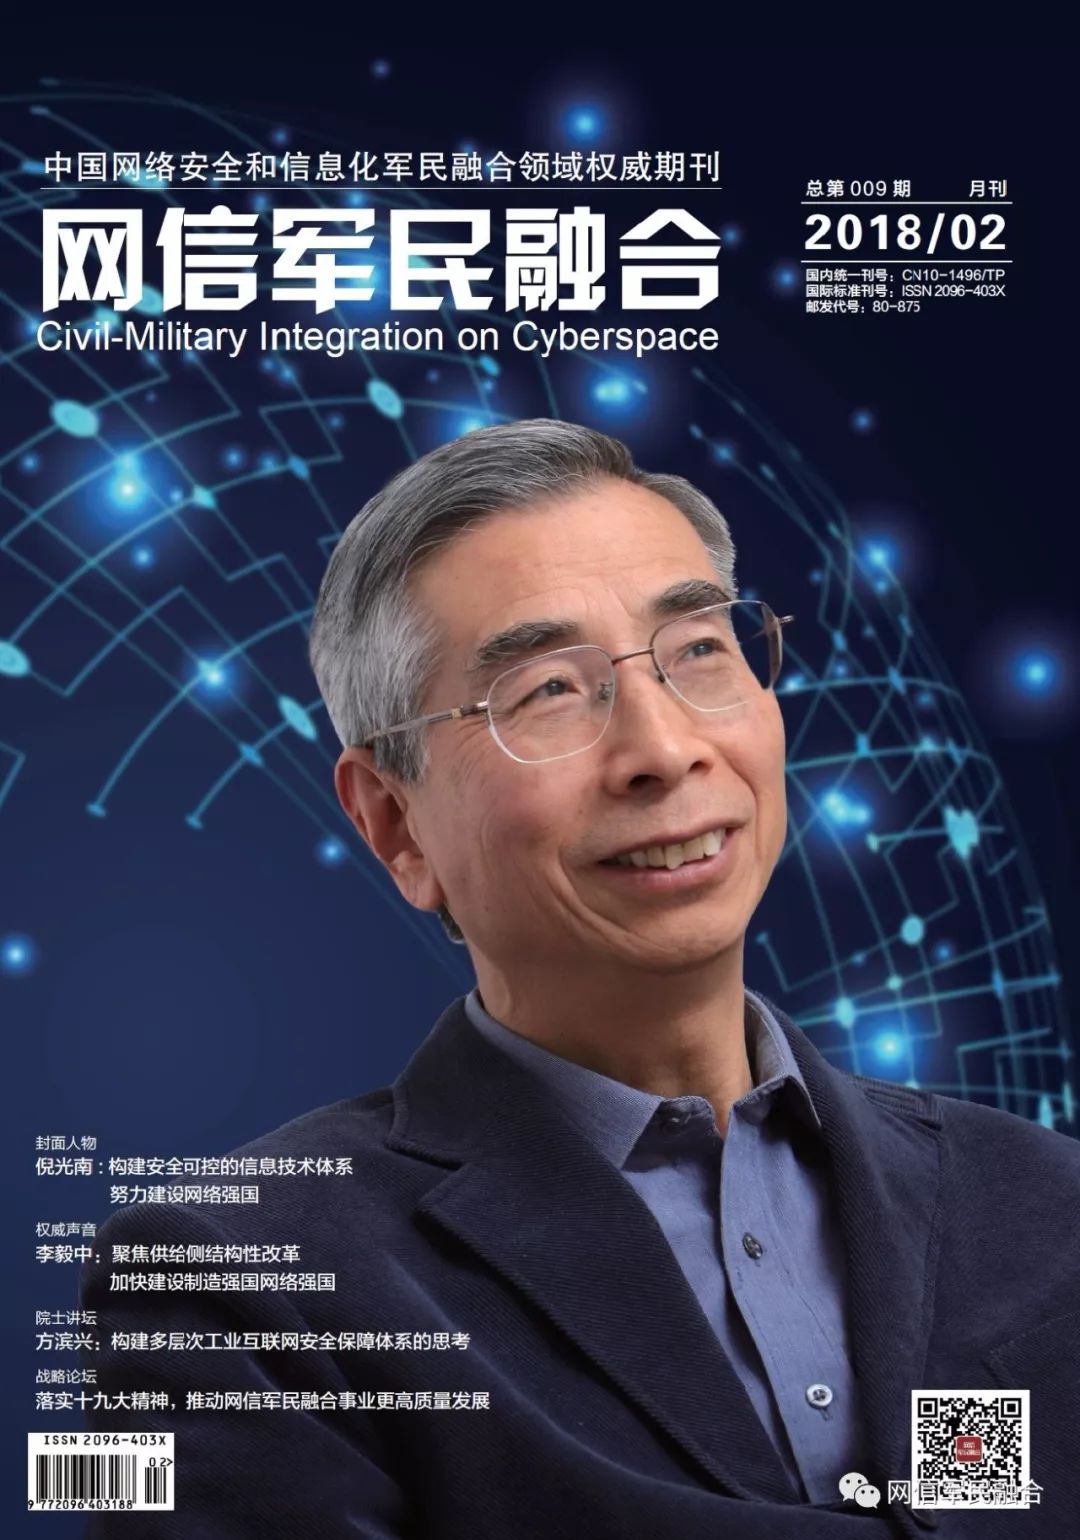 中国网络安全和信息化军民融合领域权威期刊
网信军民融合
Civil-Military Integration on Cyberspace
总第 009 期 月刊
2018/02
国内统一刊号：CN10-1496/TP
国际标准刊号：ISSN 2096-403X
邮发代号：80-875
封面人物
倪光南：构建安全可控的信息技术体系
努力建设网络强国
权威声音
李毅中：聚焦供给侧结构性改革
加快建设制造强国网络强国
院士讲坛
方滨兴：构建多层次工业互联网安全保障体系的思考
战略论坛
落实十九大精神，推动网信军民融合事业更高质量发展
ISSN 2096-403X
02>
9 772096 403188
网信
军民融合
网信军民融合